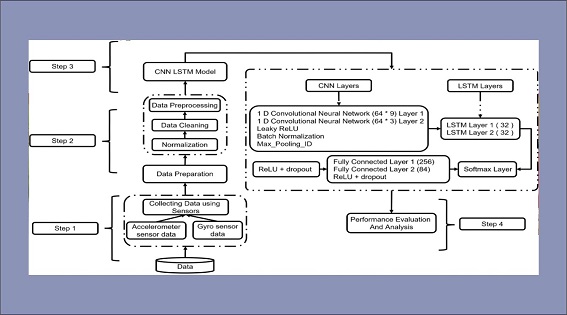 Step 3
CNN LSTM Model
Step 2
Data Preprocessing
Data Cleaning
Normalization
Data Preparation
Step 1
Collecting Data using
Sensors
Accelerometer
sensor data
Gyro sensor
data
Data
CNN Layers
LSTM Layers
1 D Convolutional Neural Network (64 * 9) Layer 1
1 D Convolutional Neural Network (64 * 3) Layer 2
Leaky ReLU
Batch Normalization
Max_Pooling_ID
LSTM Layer 1 ( 32 )
LSTM Layer 2 ( 32 )
ReLU + dropout
Fully Connected Layer 1 (256)
Fully Connected Layer 2 (84)
ReLU + dropout
Softmax Layer
Performance Evaluation
And Analysis
Step 4